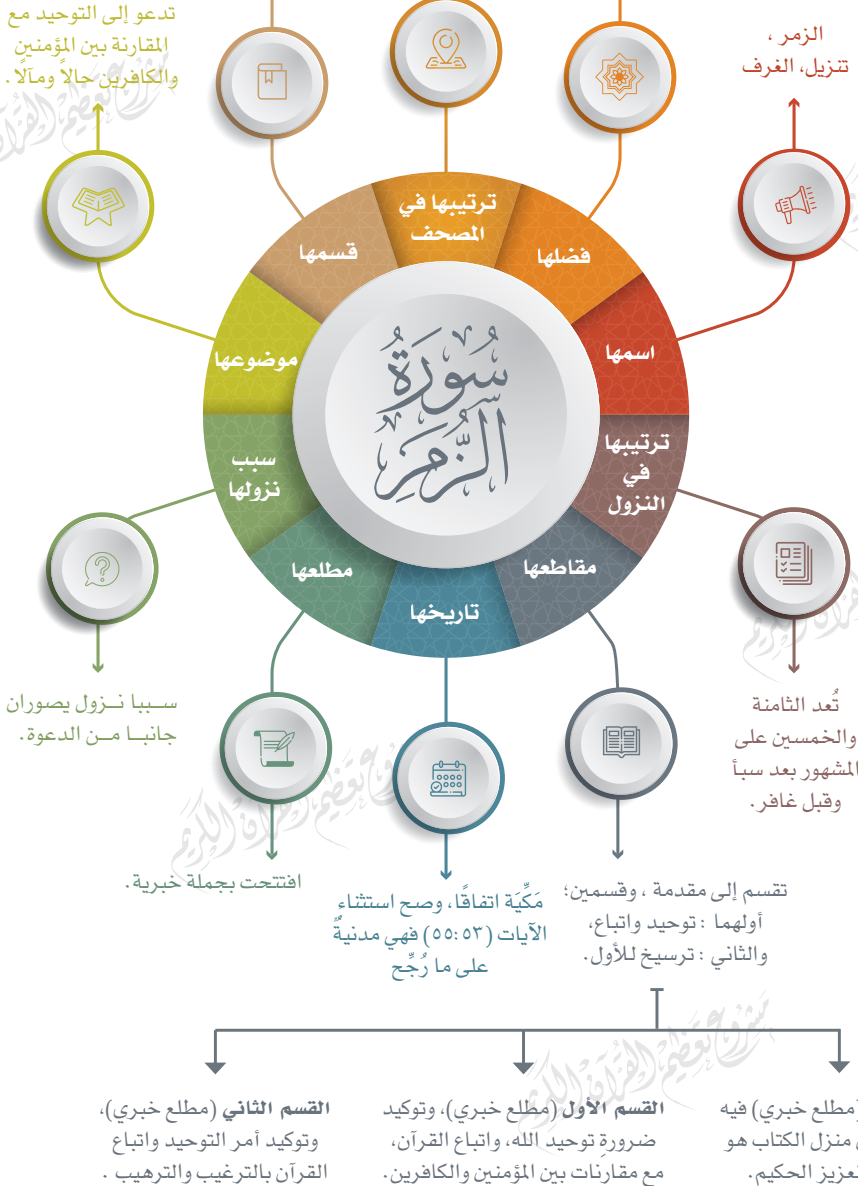 تدعو إلى التوحيد مع
المقارنة بين المؤمنين
والكافرين حالاً ومآلًا .
الزمر ،
تنزيل، الغرف
ترتيبها في
المصحف
فضلها
قسمها
اسمها
موضوعها
سُورَةُ
الزُّمَرِ
ترتيبها
في
النزول
سبب
نزولها
مقاطعها
مطلعها
تاريخها
سببا نزول يصوران
جانبا من الدعوة.
تُعد الثامنة
والخمسين على
المشهور بعد سبأ
وقبل غافر.
افتتحت بجملة خبرية.
مَكِّيَة اتفاقًا، وصح استثناء
الآيات (٥٣:٥٥) فهي مدنيةٌ
على ما رُجِّح
تقسم إلى مقدمة ، وقسمين؛
أولهما : توحيد واتباع،
والثاني : ترسيخ للأول.
(مطلع خبري) فيه
منزل الكتاب هو
الحكيم.
القسم الأول (مطلع خبري)، وتوكيد
ضرورةِ توحيد الله، واتباع القرآن،
مع مقارنات بين المؤمنين والكافرين.
القسم الثاني (مطلع خبري)،
وتوكيد أمر التوحيد واتباع
القرآن بالترغيب والترهيب .
مشروع تعظيم القرآن الكريم